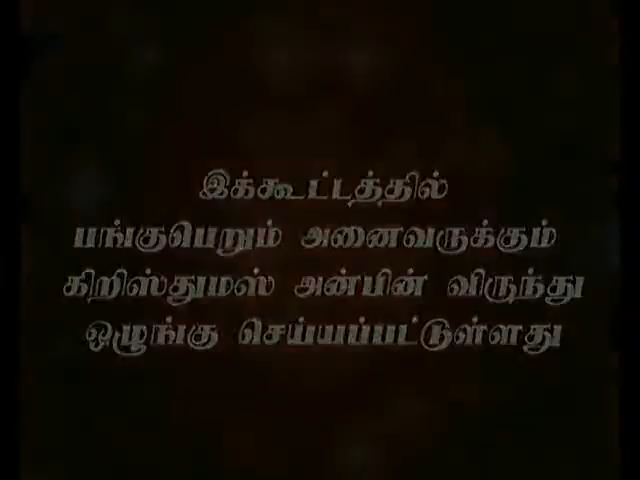 இக்கூட்டத்தில்
பங்குபெறும் அனைவருக்கும்
கிறிஸ்துமஸ் அன்பின் விருந்து
ஒழுங்கு செய்யப்பட்டுள்ளது